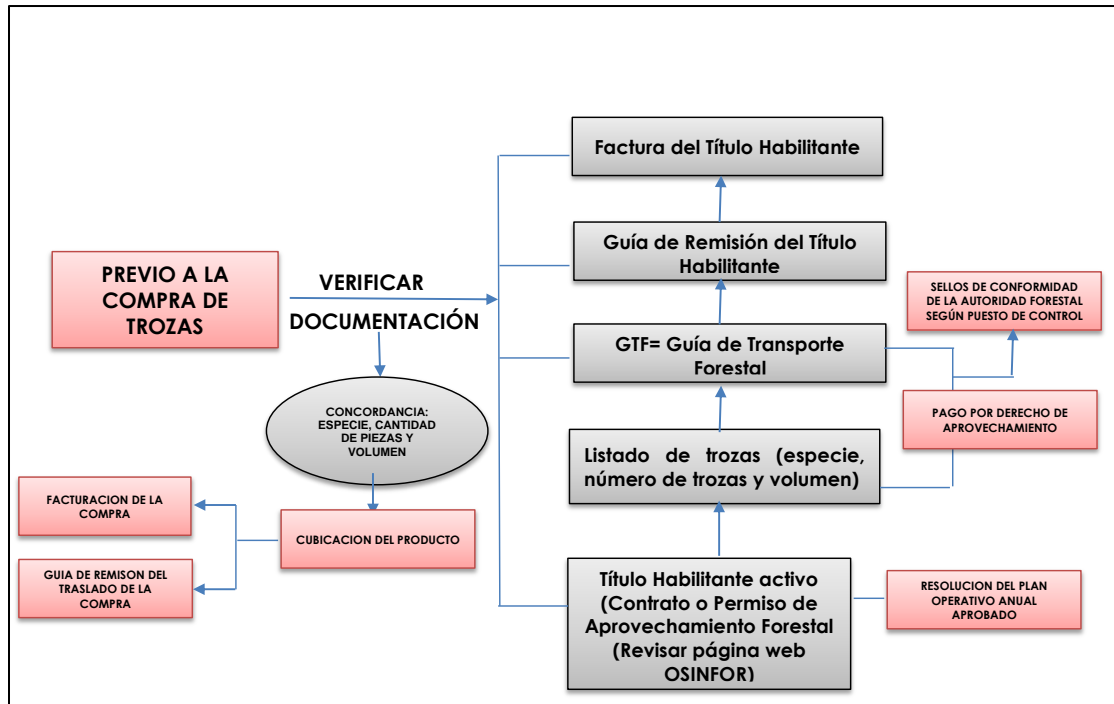 PREVIO A LA
COMPRA DE
TROZAS
VERIFICAR
DOCUMENTACIÓN
CONCORDANCIA:
ESPECIE, CANTIDAD
DE PIEZAS Y
VOLUMEN
FACTURACION DE LA
COMPRA
GUIA DE REMISON DEL
TRASLADO DE LA
COMPRA
CUBICACION DEL PRODUCTO
Factura del Título Habilitante
Guía de Remisión del Título
Habilitante
GTF= Guía de Transporte
Forestal
Listado de trozas (especie,
número de trozas y volumen)
Título Habilitante activo
(Contrato o Permiso de
Aprovechamiento Forestal
(Revisar página web
OSINFOR)
SELLOS DE CONFORMIDAD
DE LA AUTORIDAD FORESTAL
SEGÚN PUESTO DE CONTROL
PAGO POR DERECHO DE
APROVECHAMIENTO
RESOLUCION DEL PLAN
OPERATIVO ANUAL
APROBADO